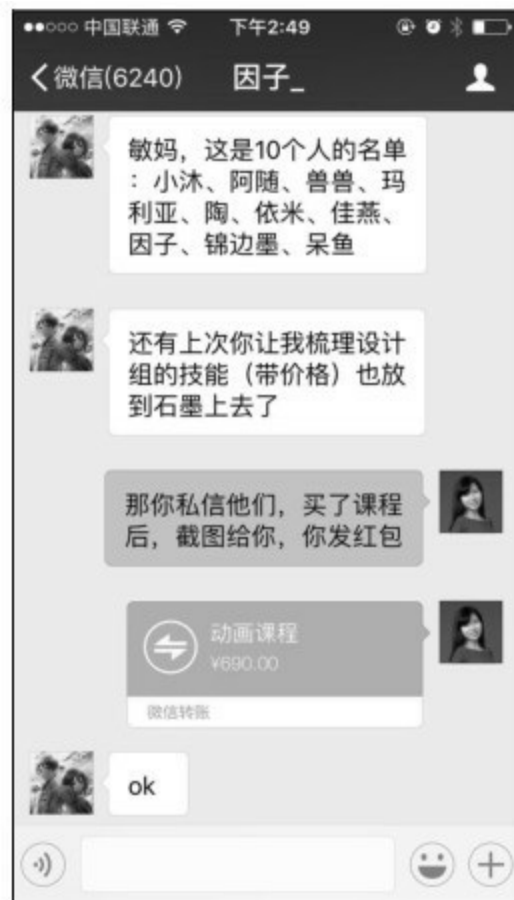 中国联通 下午2:49
微信(6240) 因子_
敏妈，这是10个人的名单
：小沐、阿随、兽兽、玛
利亚、陶、依米、佳燕、
因子、锦边墨、呆鱼
还有上次你让我梳理设计
组的技能（带价格）也放
到石墨上去了
那你私信他们，买了课程
后，截图给你，你发红包
动画课程
¥690.00
微信转账
ok